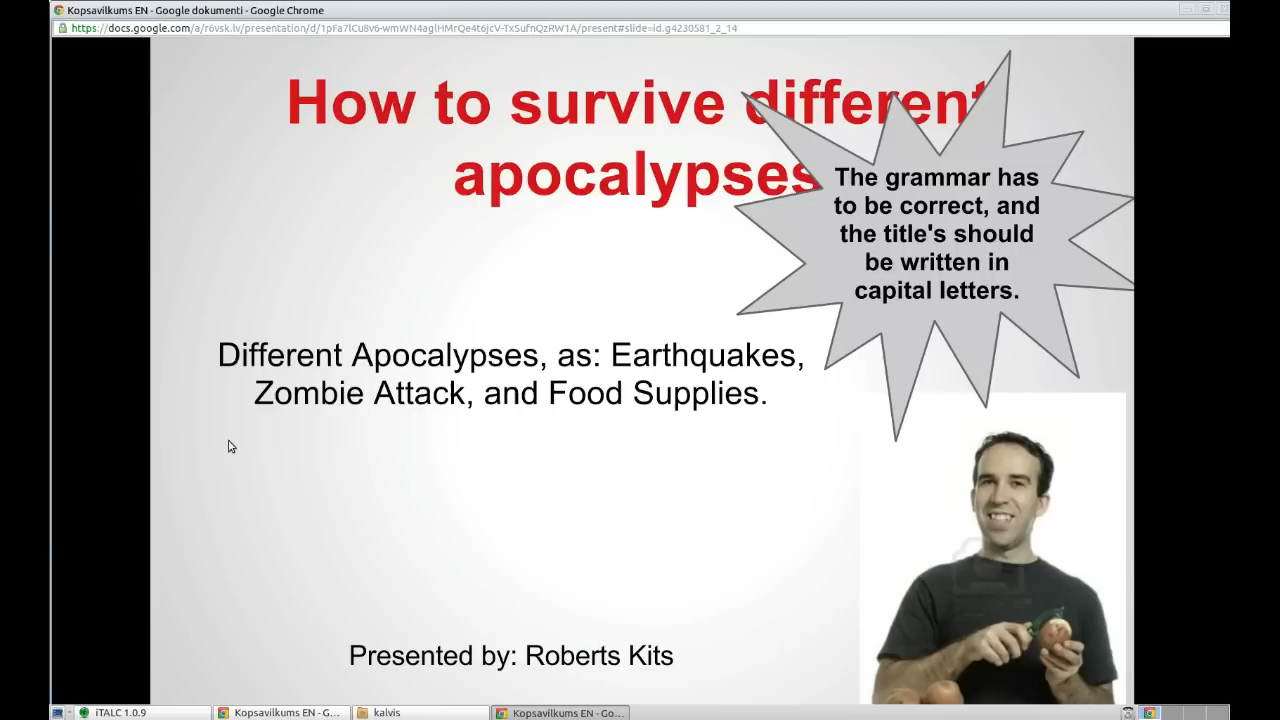 Kopsavilkums EN - Google dokumenti - Google Chrome
https://docs.google.com/a/r6vsk.lv/presentation/d/1pFa7lCu8v6-wmWN4aglHMrQe4t6jcV-TxSufnQzRW1A/present#slide=id.g4230581_2_14
How to survive different
apocalypses
The grammar has
to be correct, and
the title's should
be written in
capital letters.
Different Apocalypses, as: Earthquakes,
Zombie Attack, and Food Supplies.
Presented by: Roberts Kits
iTALC 1.0.9
Kopsavilkums EN - G...
kalvis
Kopsavilkums EN - Go...